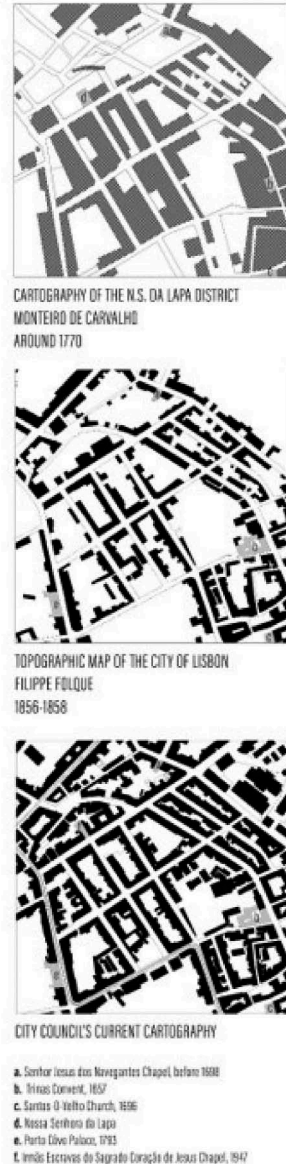 CARTOGRAPHY OF THE N.S. DA LAPA DISTRICT
MONTEIRO DE CARVALHO
AROUND 1770
TOPOGRAPHIC MAP OF THE CITY OF LISBON
FILIPPE FOLQUE
1856-1858
CITY COUNCIL'S CURRENT CARTOGRAPHY
a. Senhor Jesus dos Navegantes Chapel, before 1698
b. Trinas Convent, 1657
c. Santos-O-Velho Church, 1696
d. Nossa Senhora da Lapa
e. Porto Côvo Palace, 1793
f. Irmãs Escravas do Sagrado Coração de Jesus Chapel, 1947